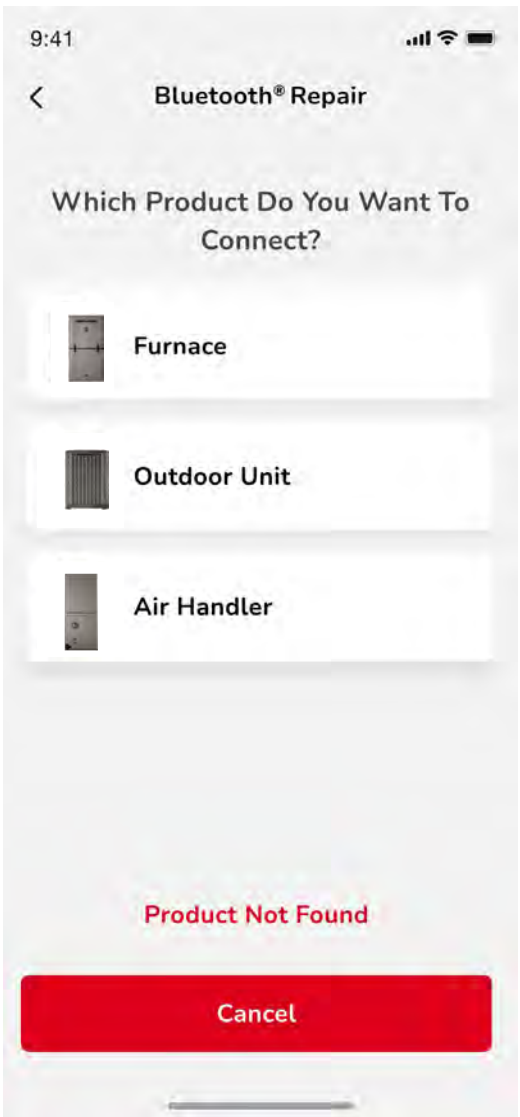 9:41
Bluetooth® Repair
Which Product Do You Want To
Connect?
Furnace
Outdoor Unit
Air Handler
Product Not Found
Cancel